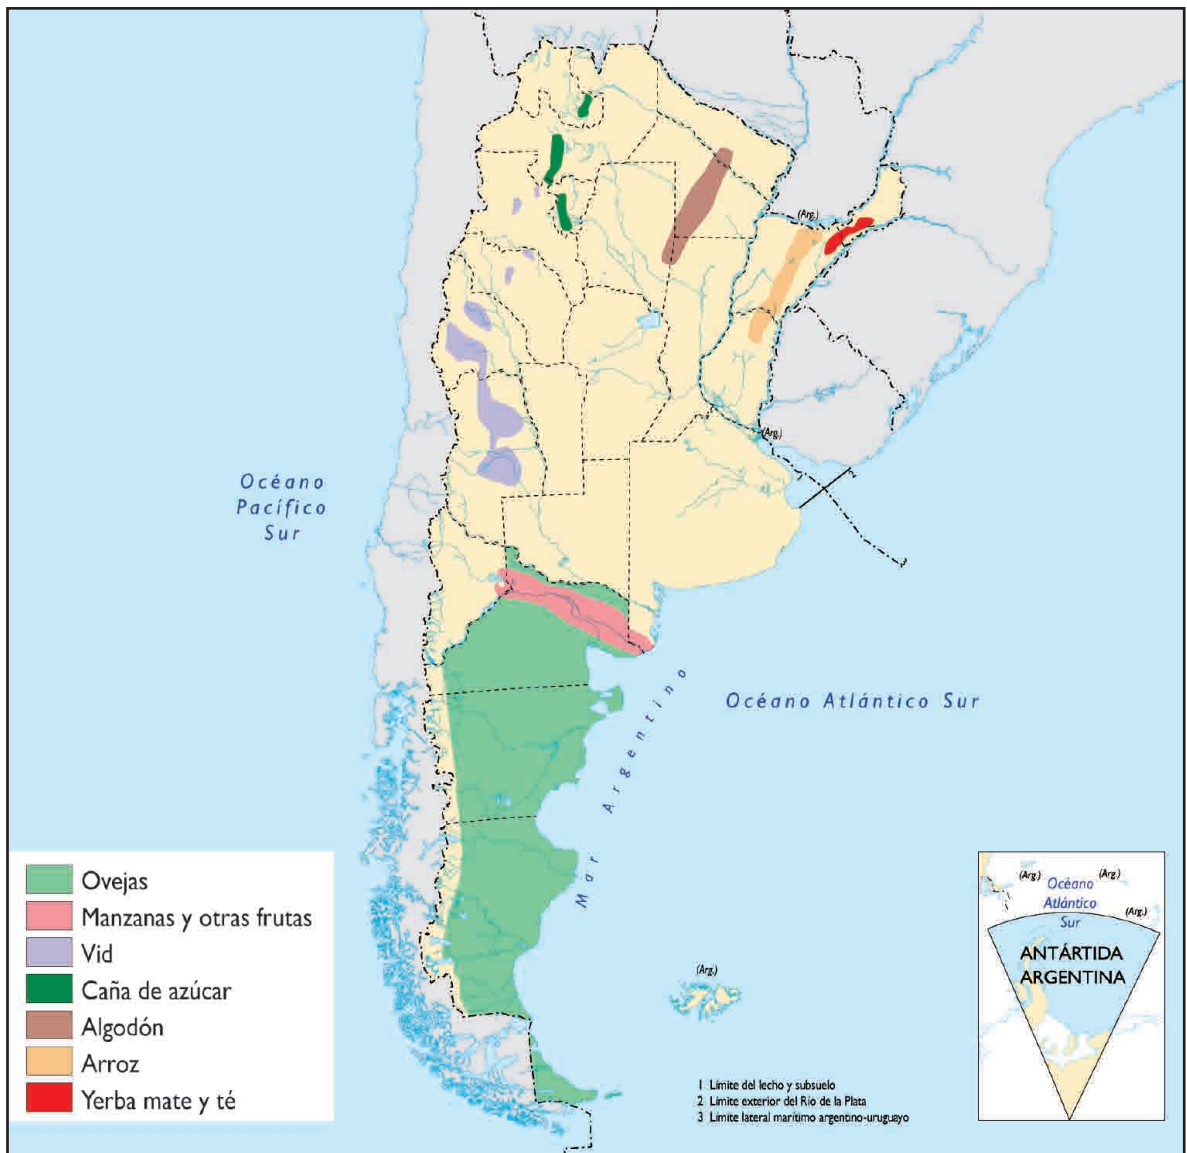 (Arg.)
(Arg.)
Océano
Pacífico
Sur
Océano Atlántico Sur
Mar Argentino
Ovejas
Manzanas y otras frutas
Vid
Caña de azúcar
Algodón
Arroz
Yerba mate y té
(Arg.)
1 Límite del lecho y subsuelo
2 Límite exterior del Río de la Plata
3 Límite lateral marítimo argentino-uruguayo
(Arg.)
(Arg.)
Océano
Atlántico
Sur
(Arg.)
ANTÁRTIDA
ARGENTINA
2
3